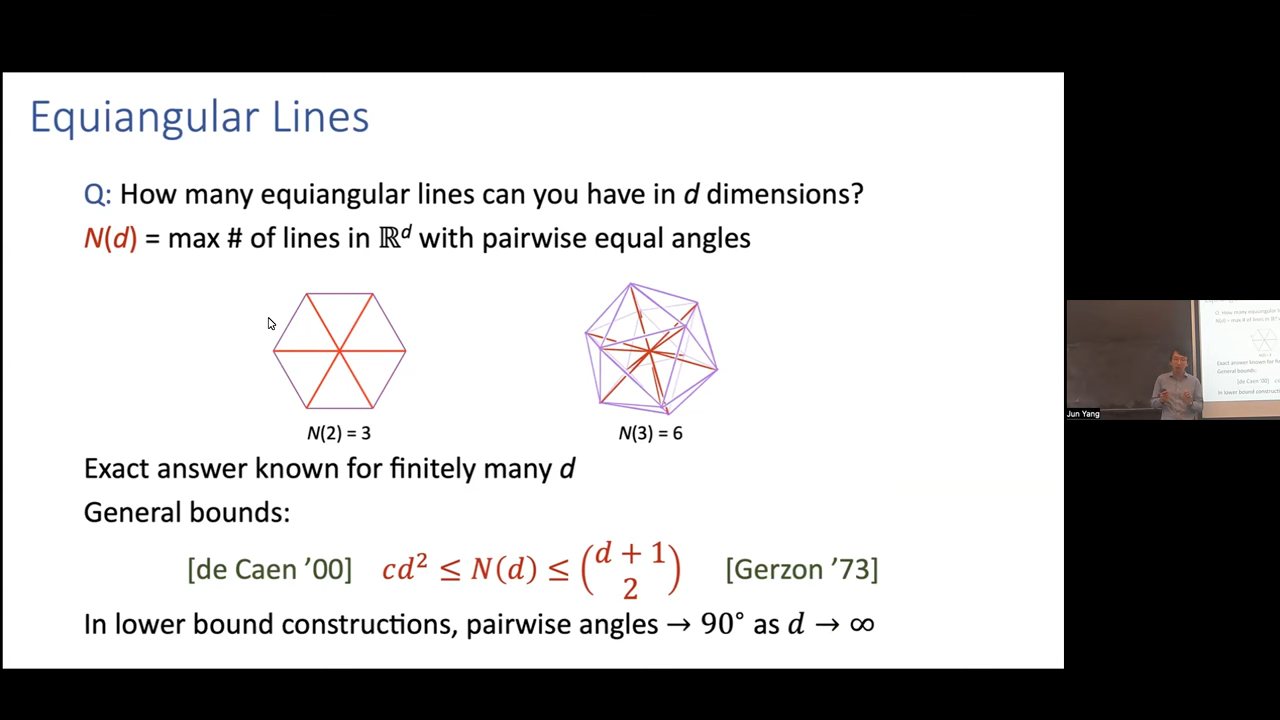 Equiangular Lines
Q: How many equiangular lines can you have in d dimensions?
N(d) = max # of lines in ℝᵈ with pairwise equal angles
N(2) = 3
N(3) = 6
Exact answer known for finitely many d
General bounds:
[de Caen ’00] cd² ≤ N(d) ≤ (d + 1 2) [Gerzon ’73]
In lower bound constructions, pairwise angles → 90° as d → ∞
Jun Yang